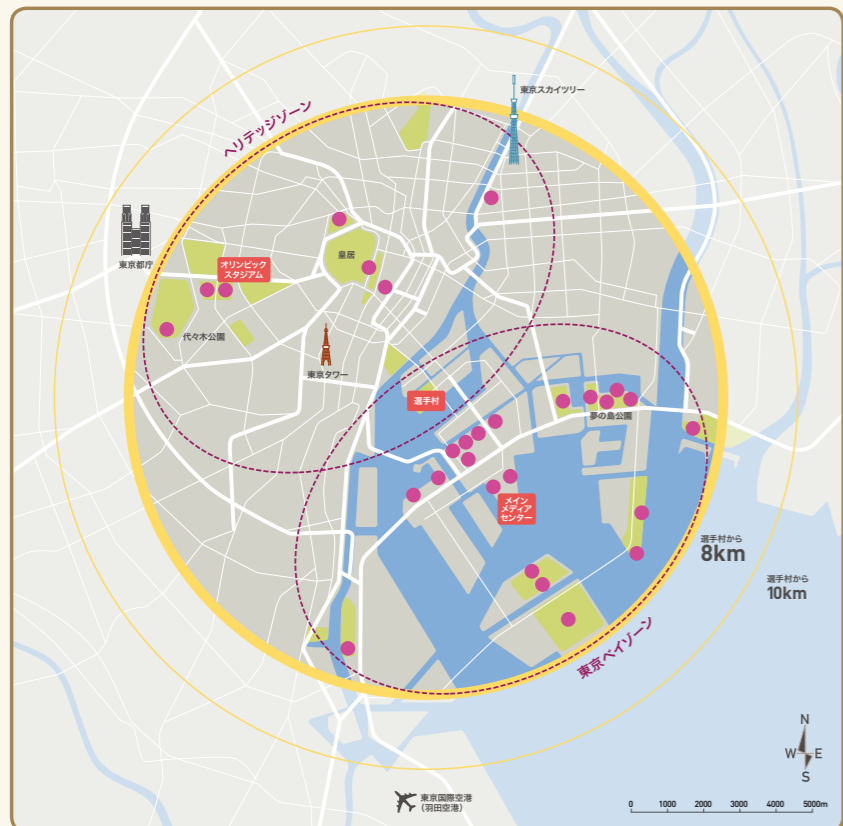 東京スカイツリー
ヘリテッジゾーン
東京都庁
オリンピック
スタジアム
皇居
代々木公園
東京タワー
選手村
夢の島公園
メイン
メディア
センター
選手村から
8km
選手村から
10km
東京ベイゾーン
N
W E
S
東京国際空港
(羽田空港)
0 1000 2000 3000 4000 5000m